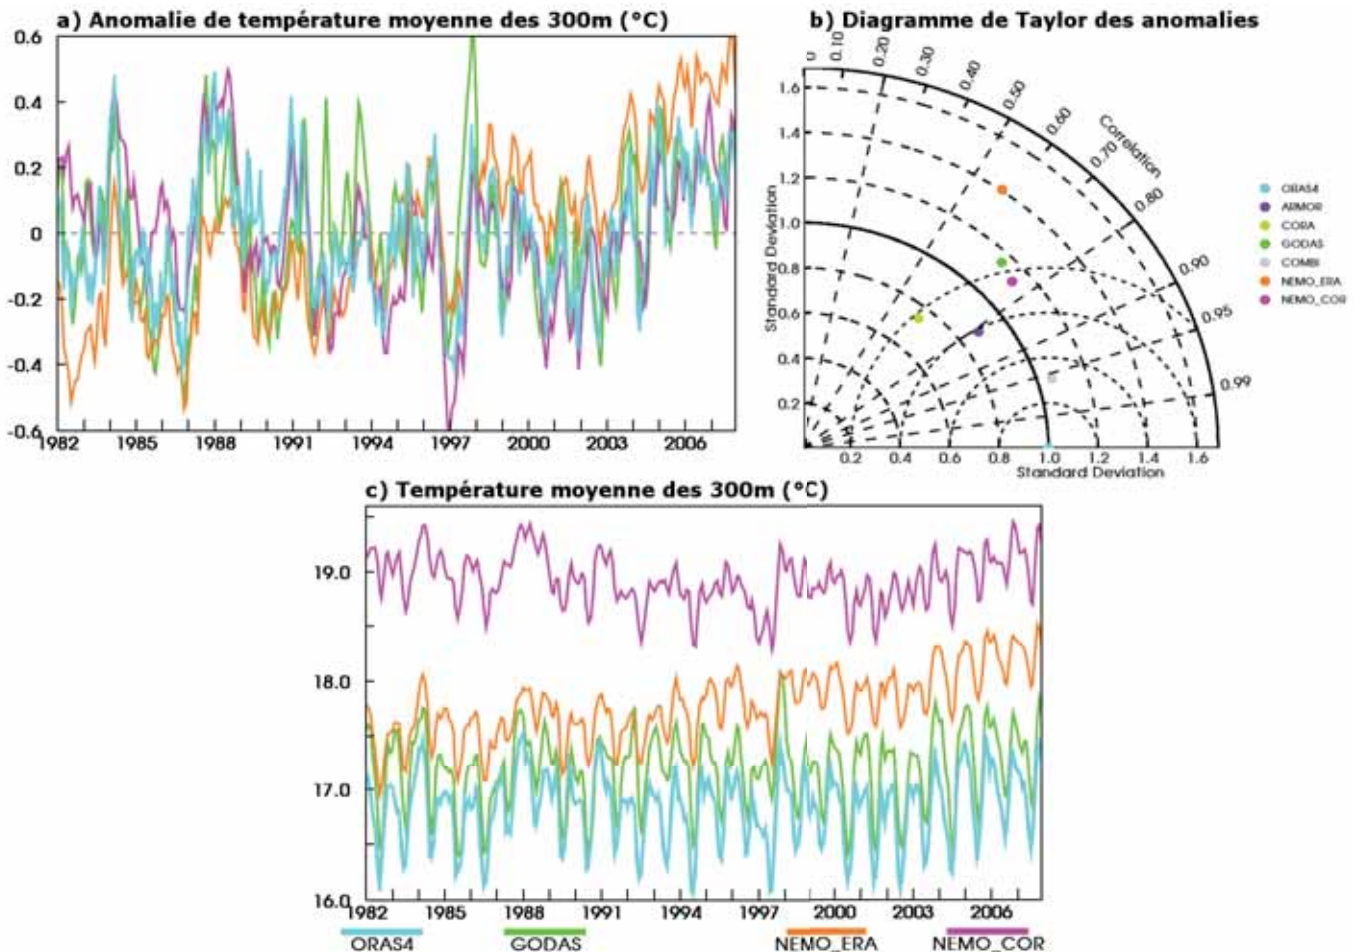 a) Anomalie de température moyenne des 300m (°C)
0.6
0.4
0.2
0
-0.2
-0.4
-0.6
1982 1985 1988 1991 1994 1997 2000 2003 2006
b) Diagramme de Taylor des anomalies
0 0.10 0.20 0.30 0.40 0.50 0.60 0.70 0.80 0.90 0.95 0.99
Correlation
1.6
1.4
1.2
1.0
0.8
0.6
0.4
0.2
Standard Deviation
0.2 0.4 0.6 0.8 1.0 1.2 1.4 1.6
Standard Deviation
ORAS4
ARMOR
CORA
GODAS
COMBI
NEMO_ERA
NEMO_COR
c) Température moyenne des 300m (°C)
19.0
18.0
17.0
16.0
1982 1985 1988 1991 1994 1997 2000 2003 2006
ORAS4 GODAS NEMO_ERA NEMO_COR